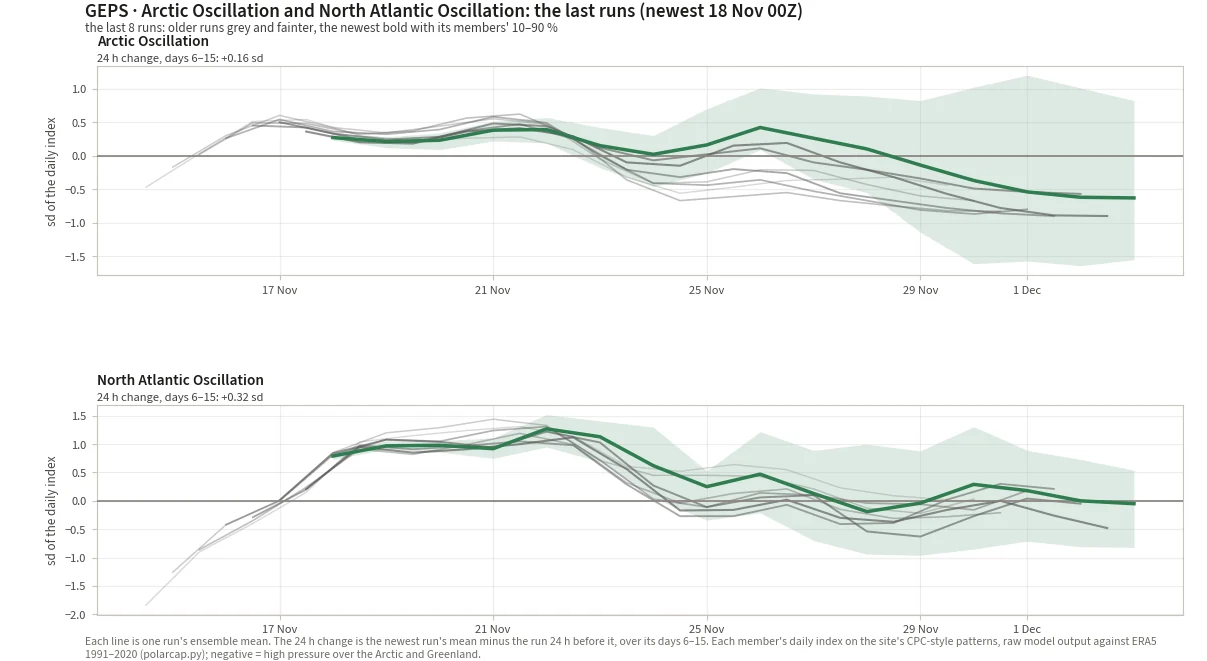 GEPS · Arctic Oscillation and North Atlantic Oscillation: the last runs (newest 18 Nov 00Z)
the last 8 runs: older runs grey and fainter, the newest bold with its members' 10–90 %
Arctic Oscillation
24 h change, days 6–15: +0.16 sd
sd of the daily index
1.0
0.5
0.0
−0.5
−1.0
−1.5
17 Nov
21 Nov
25 Nov
29 Nov
1 Dec
North Atlantic Oscillation
24 h change, days 6–15: +0.32 sd
sd of the daily index
1.5
1.0
0.5
0.0
−0.5
−1.0
−1.5
−2.0
17 Nov
21 Nov
25 Nov
29 Nov
1 Dec
Each line is one run's ensemble mean. The 24 h change is the newest run's mean minus the run 24 h before it, over its days 6–15. Each member's daily index on the site's CPC-style patterns, raw model output against ERA5
1991–2020 (polarcap.py); negative = high pressure over the Arctic and Greenland.